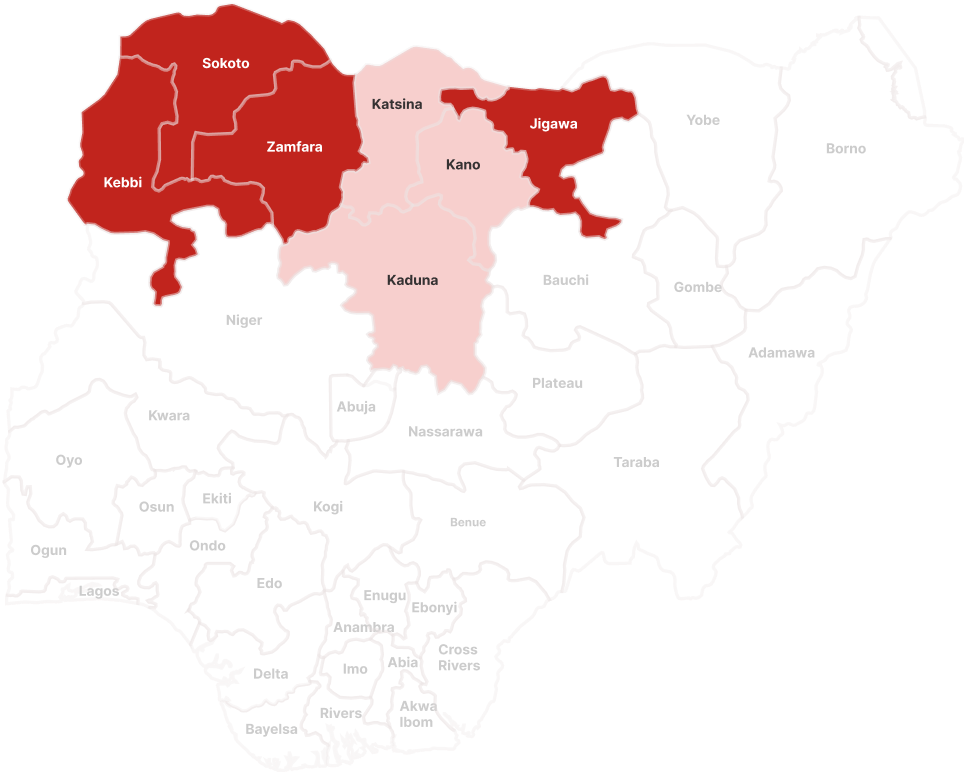 Sokoto
Katsina
Jigawa
Yobe
Zamfara
Borno
Kano
Kebbi
Kaduna
Bauchi
Gombe
Niger
Adamawa
Plateau
Abuja
Kwara
Nassarawa
Oyo
Taraba
Ekiti
Osun
Kogi
Benue
Ondo
Ogun
Edo
Lagos
Enugu
Ebonyi
Anambra
Cross
Rivers
Abia
Imo
Delta
Akwa
Ibom
Rivers
Bayelsa